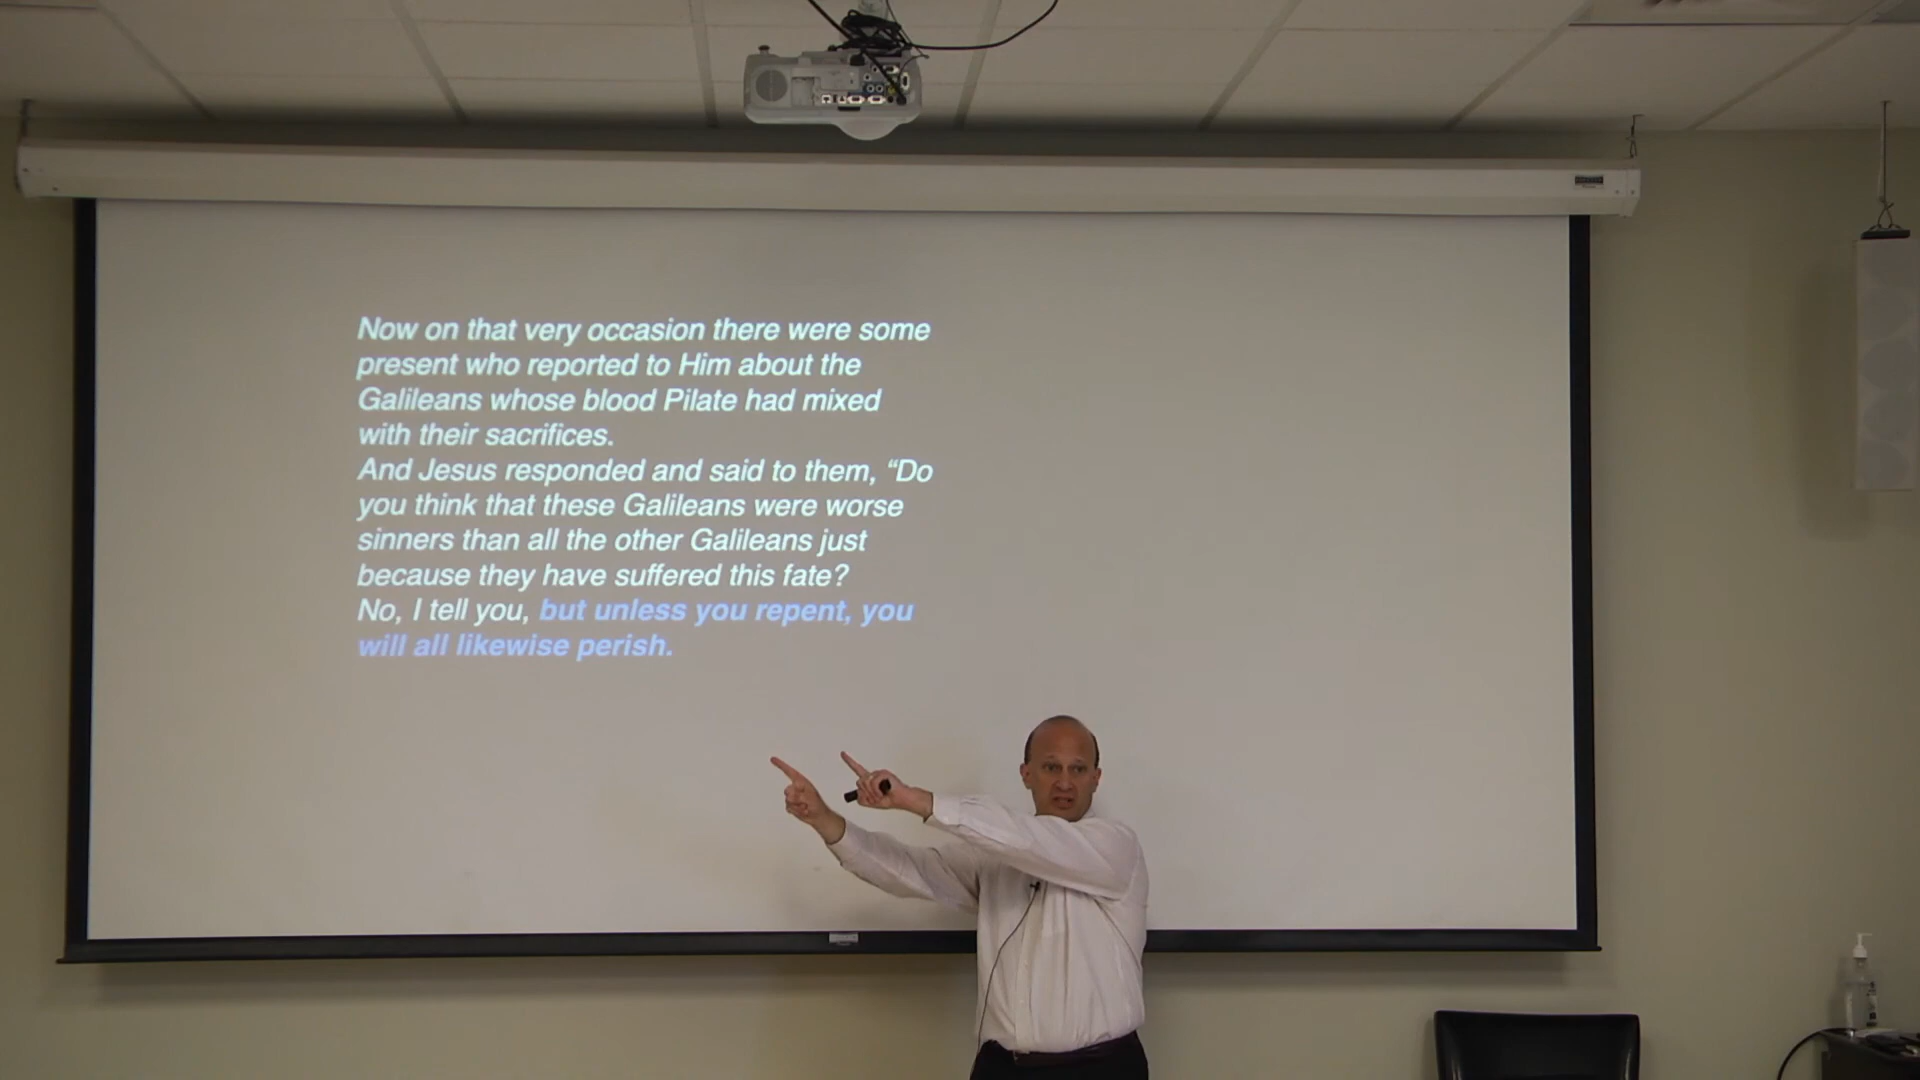 Now on that very occasion there were some
present who reported to Him about the
Galileans whose blood Pilate had mixed
with their sacrifices.
And Jesus responded and said to them, “Do
you think that these Galileans were worse
sinners than all the other Galileans just
because they have suffered this fate?
No, I tell you, but unless you repent, you
will all likewise perish.